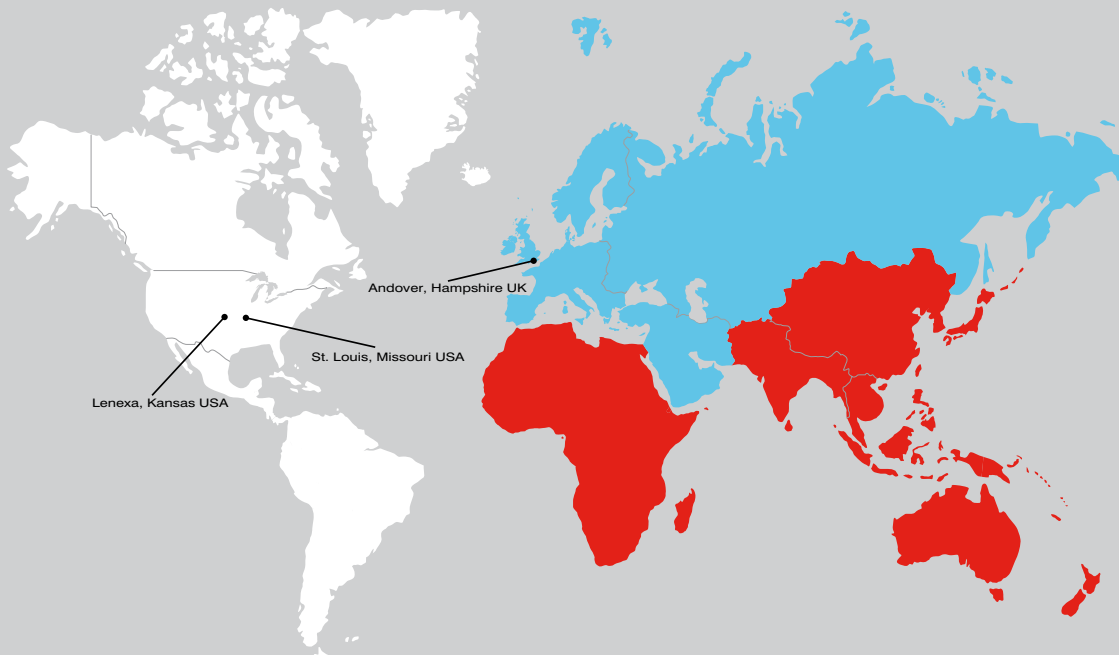 Andover, Hampshire UK
St. Louis, Missouri USA
Lenexa, Kansas USA